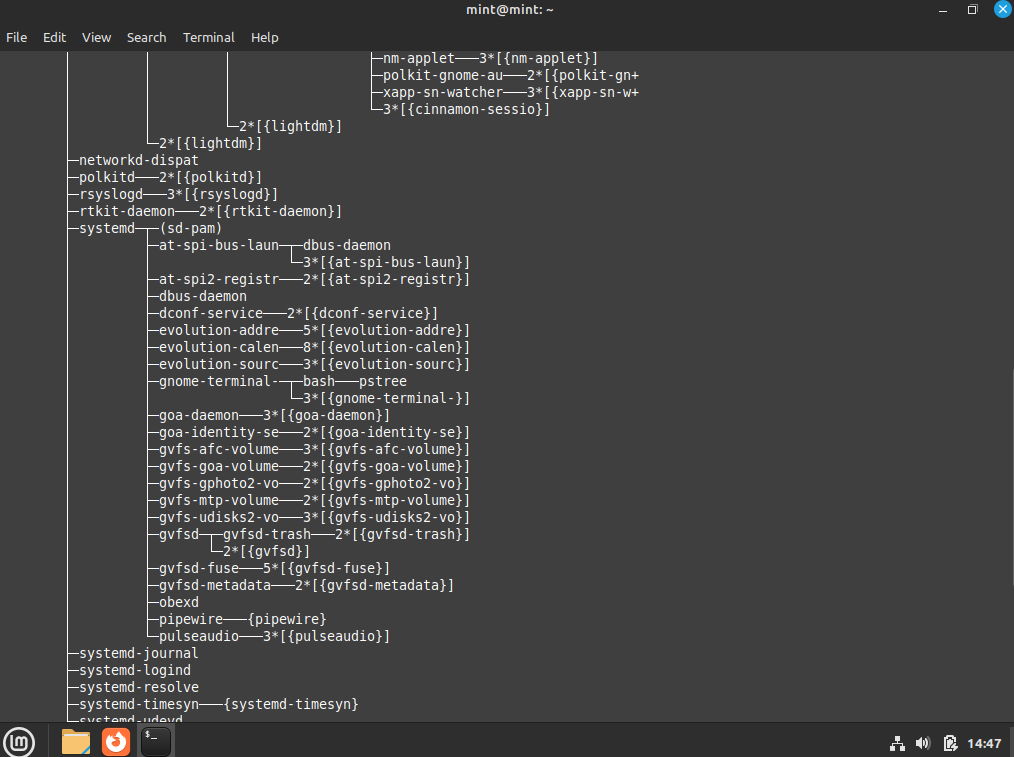 mint@mint: ~
File Edit View Search Terminal Help
│         │         │                 ├─nm-applet───3*[{nm-applet}]
│         │         │                 ├─polkit-gnome-au───2*[{polkit-gn+
│         │         │                 ├─xapp-sn-watcher───3*[{xapp-sn-w+
│         │         │                 └─3*[{cinnamon-sessio}]
│         │         └─2*[{lightdm}]
│         └─2*[{lightdm}]
├─networkd-dispat
├─polkitd───2*[{polkitd}]
├─rsyslogd───3*[{rsyslogd}]
├─rtkit-daemon───2*[{rtkit-daemon}]
├─systemd─┬─(sd-pam)
│         ├─at-spi-bus-laun─┬─dbus-daemon
│         │                 └─3*[{at-spi-bus-laun}]
│         ├─at-spi2-registr───2*[{at-spi2-registr}]
│         ├─dbus-daemon
│         ├─dconf-service───2*[{dconf-service}]
│         ├─evolution-addre───5*[{evolution-addre}]
│         ├─evolution-calen───8*[{evolution-calen}]
│         ├─evolution-sourc───3*[{evolution-sourc}]
│         ├─gnome-terminal-─┬─bash───pstree
│         │                 └─3*[{gnome-terminal-}]
│         ├─goa-daemon───3*[{goa-daemon}]
│         ├─goa-identity-se───2*[{goa-identity-se}]
│         ├─gvfs-afc-volume───3*[{gvfs-afc-volume}]
│         ├─gvfs-goa-volume───2*[{gvfs-goa-volume}]
│         ├─gvfs-gphoto2-vo───2*[{gvfs-gphoto2-vo}]
│         ├─gvfs-mtp-volume───2*[{gvfs-mtp-volume}]
│         ├─gvfs-udisks2-vo───3*[{gvfs-udisks2-vo}]
│         ├─gvfsd─┬─gvfsd-trash───2*[{gvfsd-trash}]
│         │       └─2*[{gvfsd}]
│         ├─gvfsd-fuse───5*[{gvfsd-fuse}]
│         ├─gvfsd-metadata───2*[{gvfsd-metadata}]
│         ├─obexd
│         ├─pipewire───{pipewire}
│         └─pulseaudio───3*[{pulseaudio}]
├─systemd-journal
├─systemd-logind
├─systemd-resolve
├─systemd-timesyn───{systemd-timesyn}
└─systemd-udevd
14:47